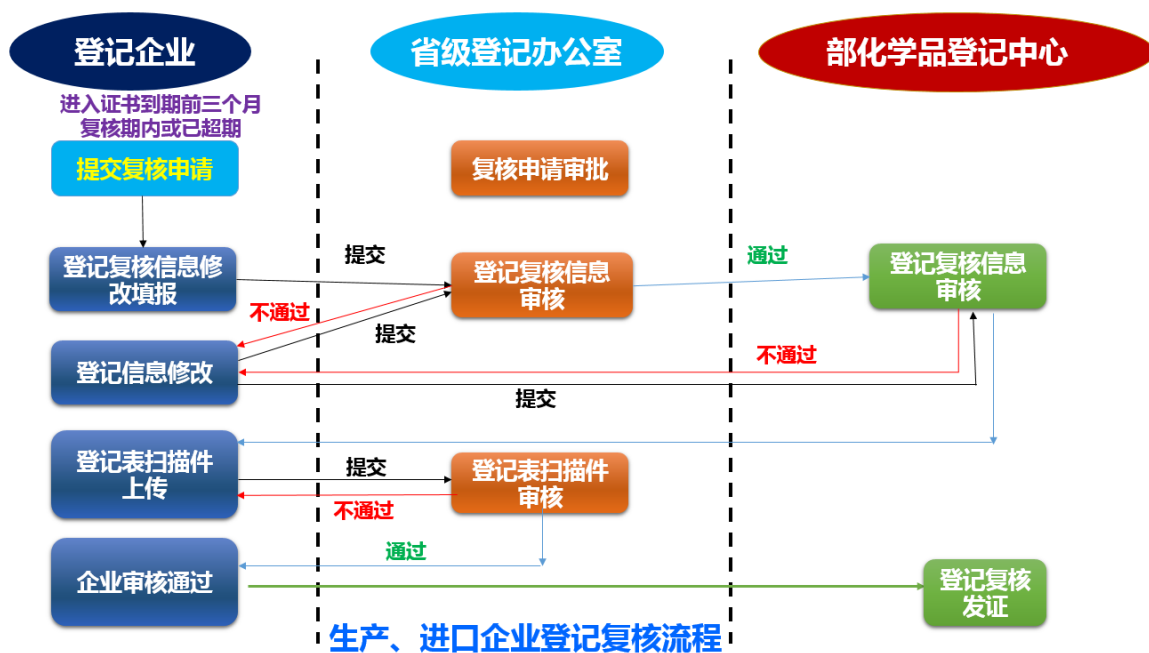 登记企业
省级登记办公室
部化学品登记中心
进入证书到期前三个月
复核期内或已超期
提交复核申请
复核申请审批
登记复核信息修
改填报
提交
登记复核信息
审核
通过
登记复核信息
审核
不通过
提交
登记信息修改
不通过
提交
登记表扫描件
上传
提交
不通过
登记表扫描件
审核
通过
企业审核通过
登记复核
发证
生产、进口企业登记复核流程